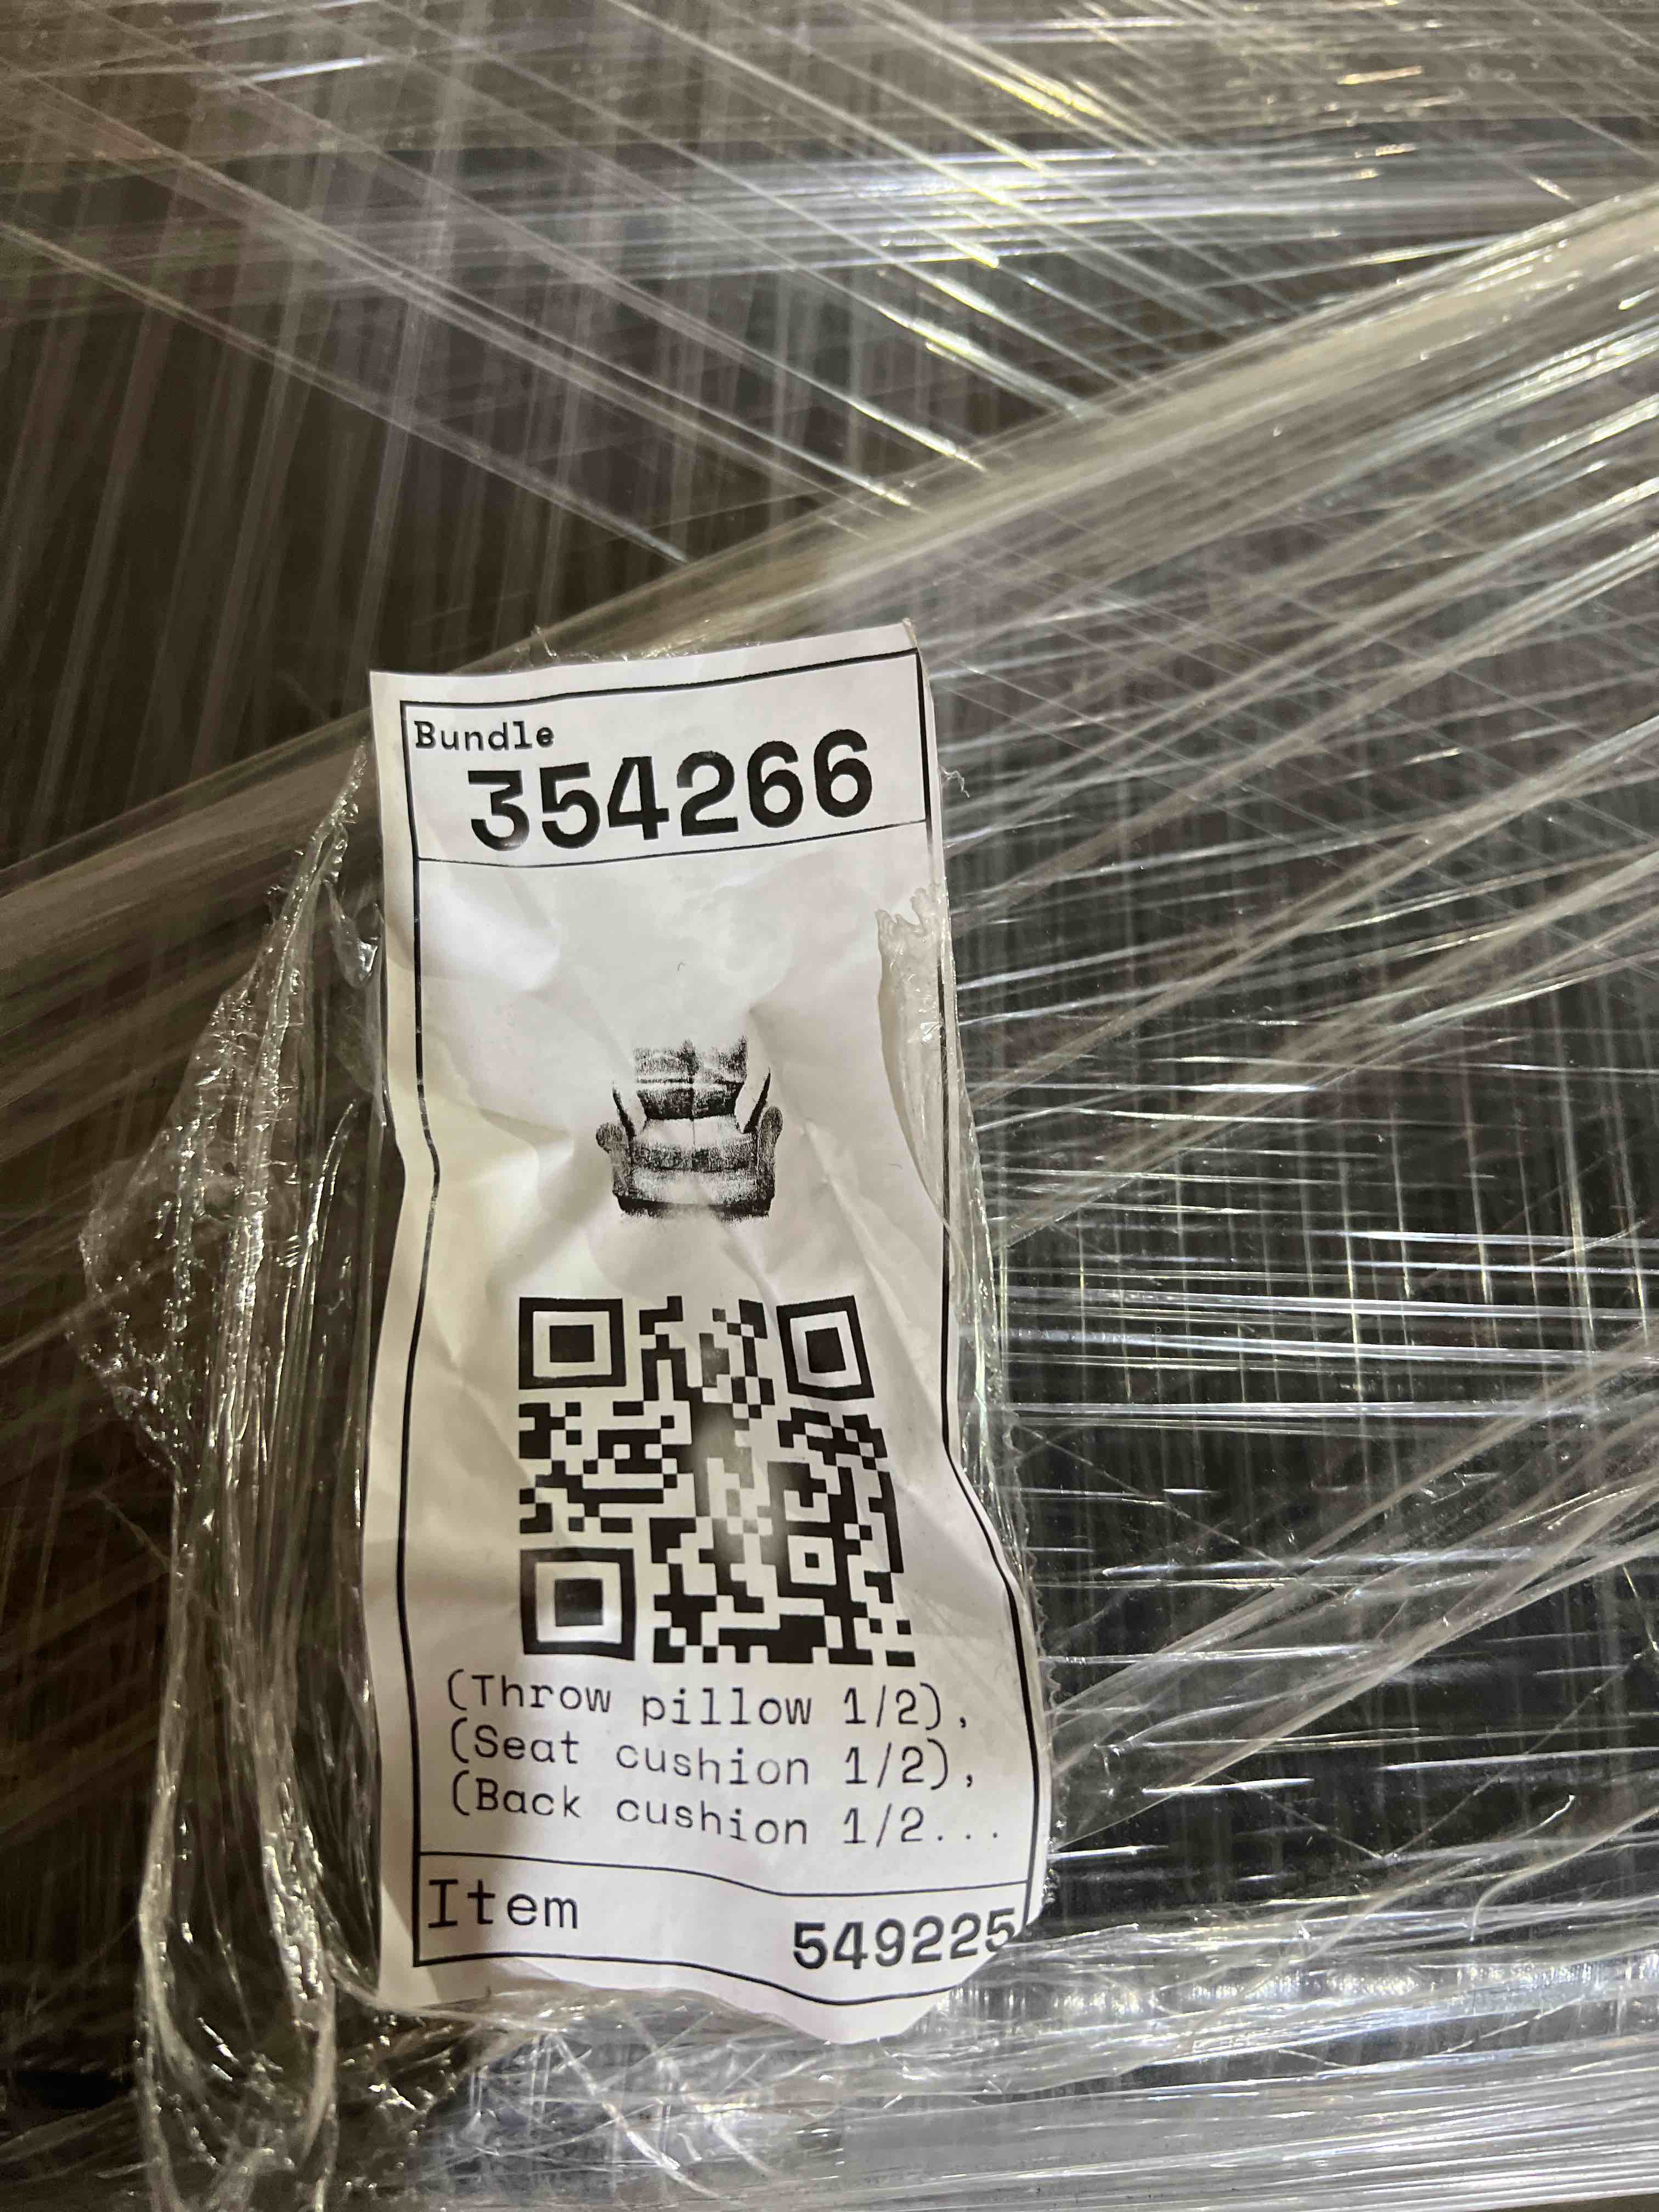 Bundle
354266
(Throw pillow 1/2),
(Seat cushion 1/2),
(Back cushion 1/2...
Item
549225